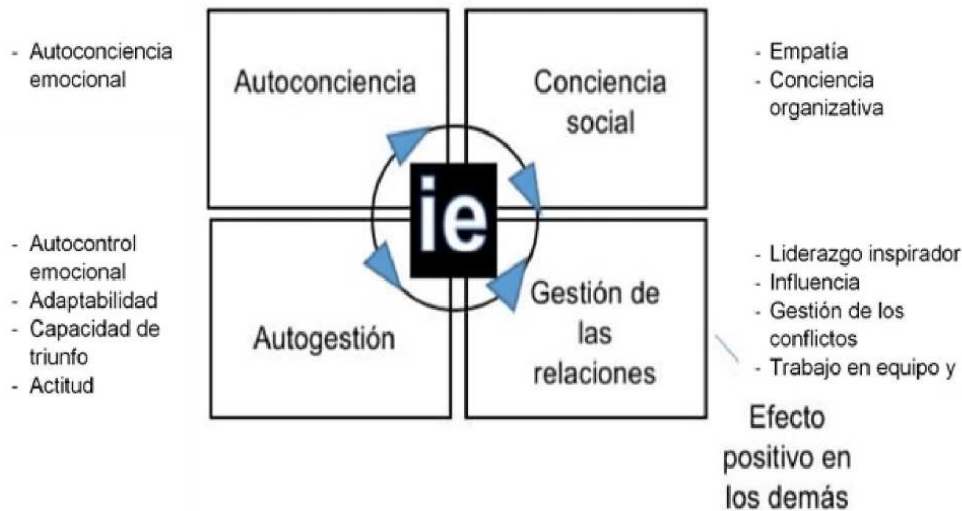 - Autoconciencia
emocional
Autoconciencia
Conciencia
social
- Empatía
- Conciencia
organizativa
ie
- Autocontrol
emocional
- Adaptabilidad
- Capacidad de
triunfo
- Actitud
Autogestión
Gestión de
las
relaciones
- Liderazgo inspirador
- Influencia
- Gestión de los
conflictos
- Trabajo en equipo y
Efecto
positivo en
los demás